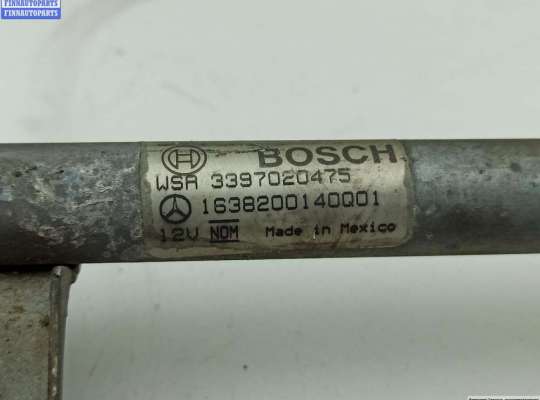 FINNAUTOPARTS
FINNAUTOPARTS
BOSCH
WSA 3397020475
1638200140Q01
12V NOM Made in Mexico